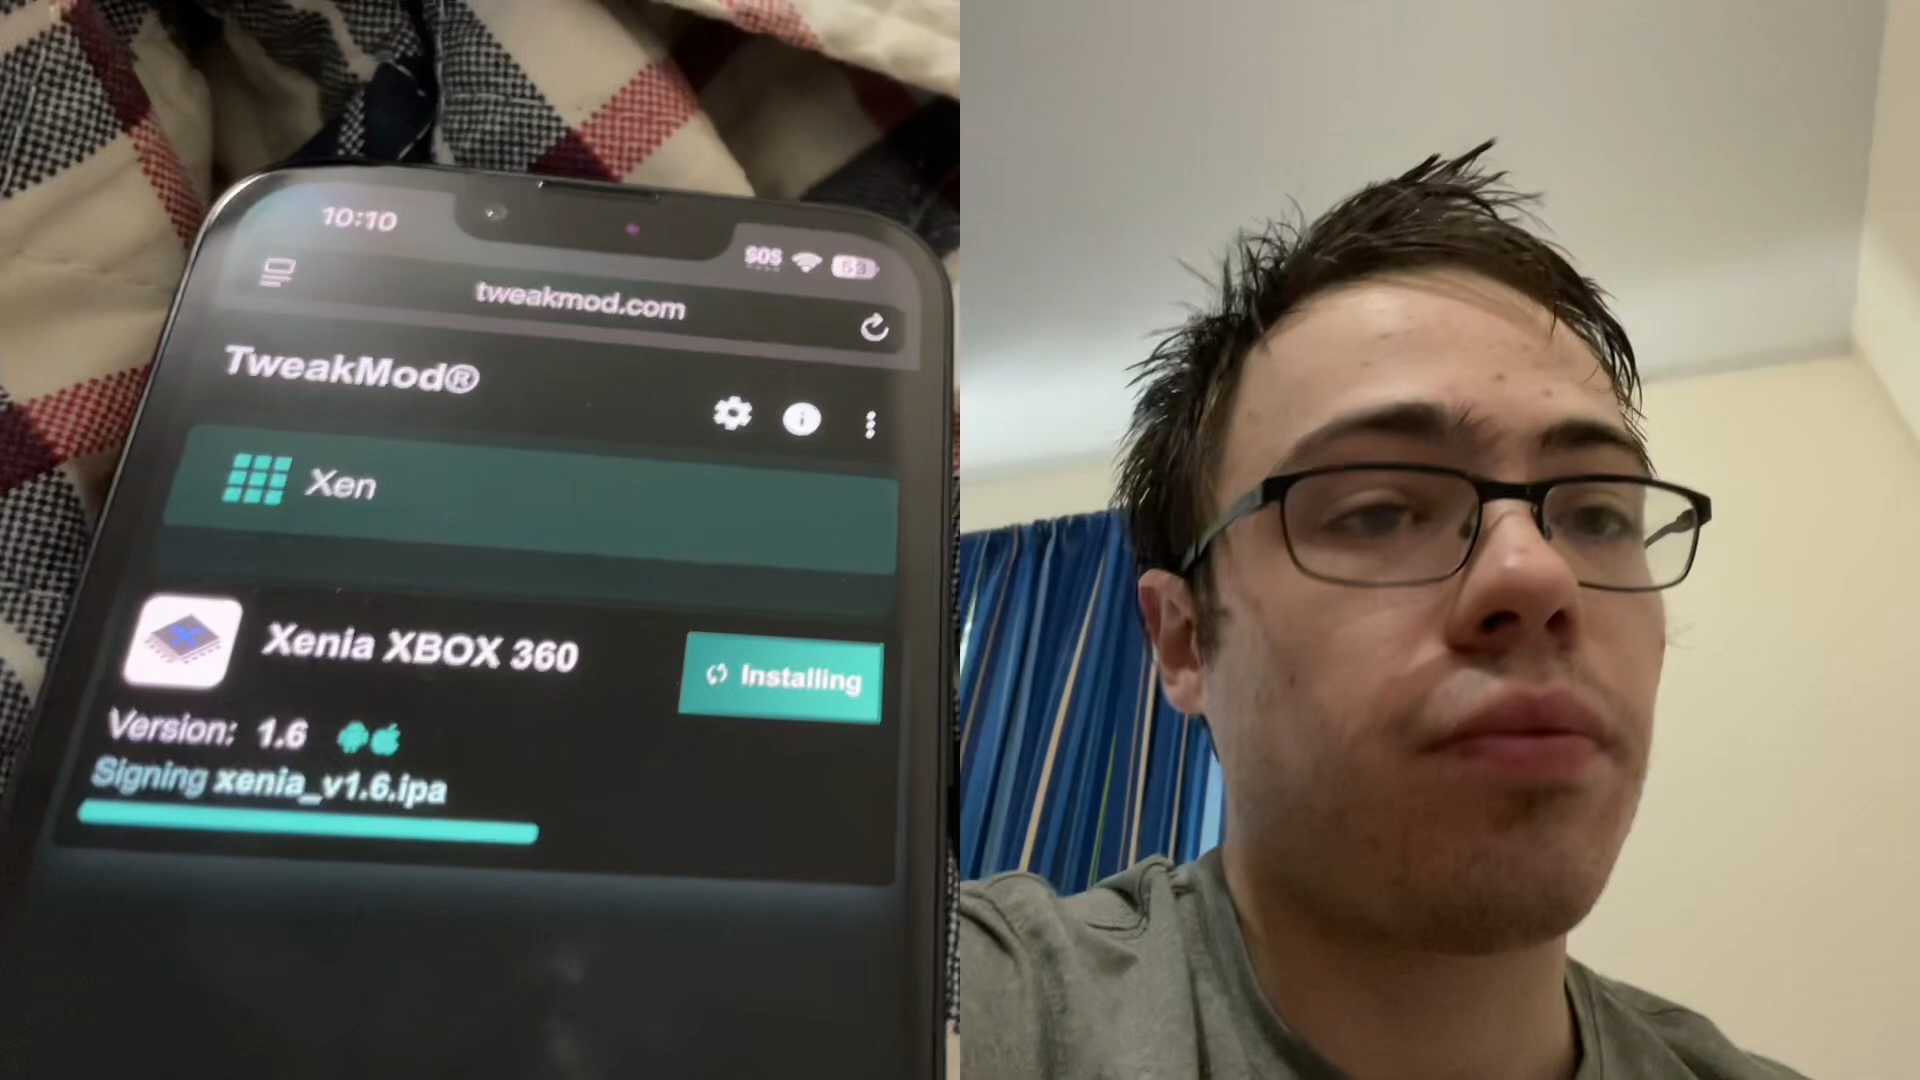 10:10
SOS 53
tweakmod.com
TweakMod®
Xen
Xenia XBOX 360
Installing
Version: 1.6
Signing xenia_v1.6.ipa